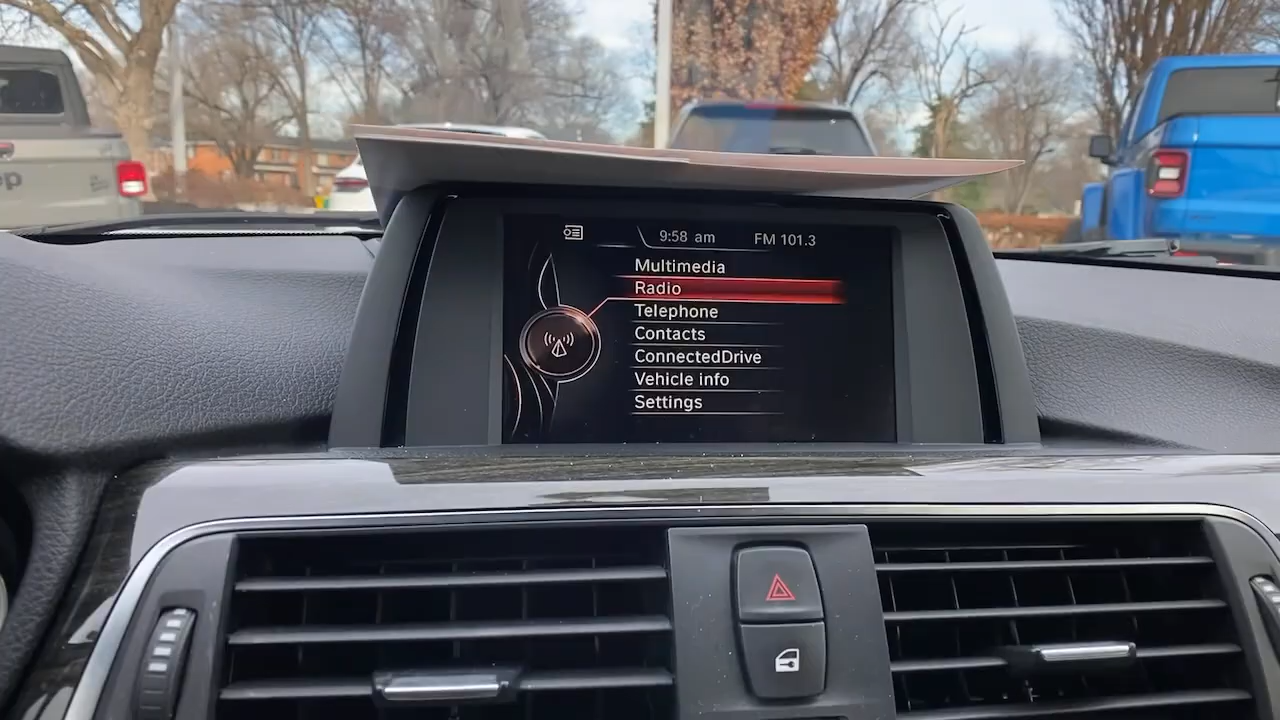 9:58 am FM 101.3
Multimedia
Radio
Telephone
Contacts
ConnectedDrive
Vehicle info
Settings